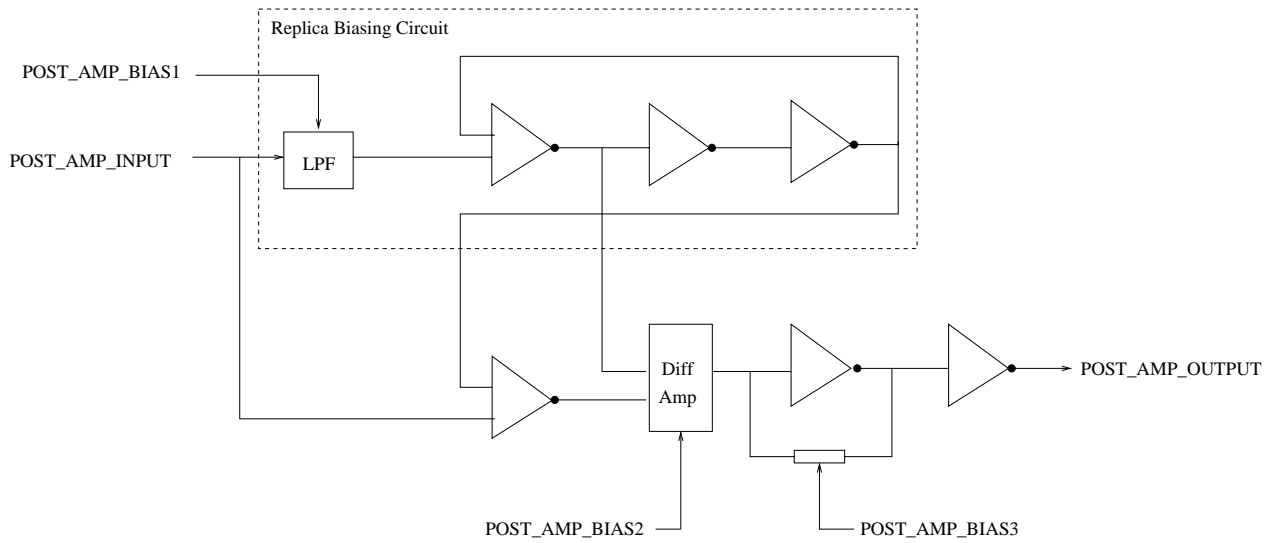 Replica Biasing Circuit
POST_AMP_BIAS1
POST_AMP_INPUT
LPF
Diff
Amp
POST_AMP_OUTPUT
POST_AMP_BIAS2
POST_AMP_BIAS3